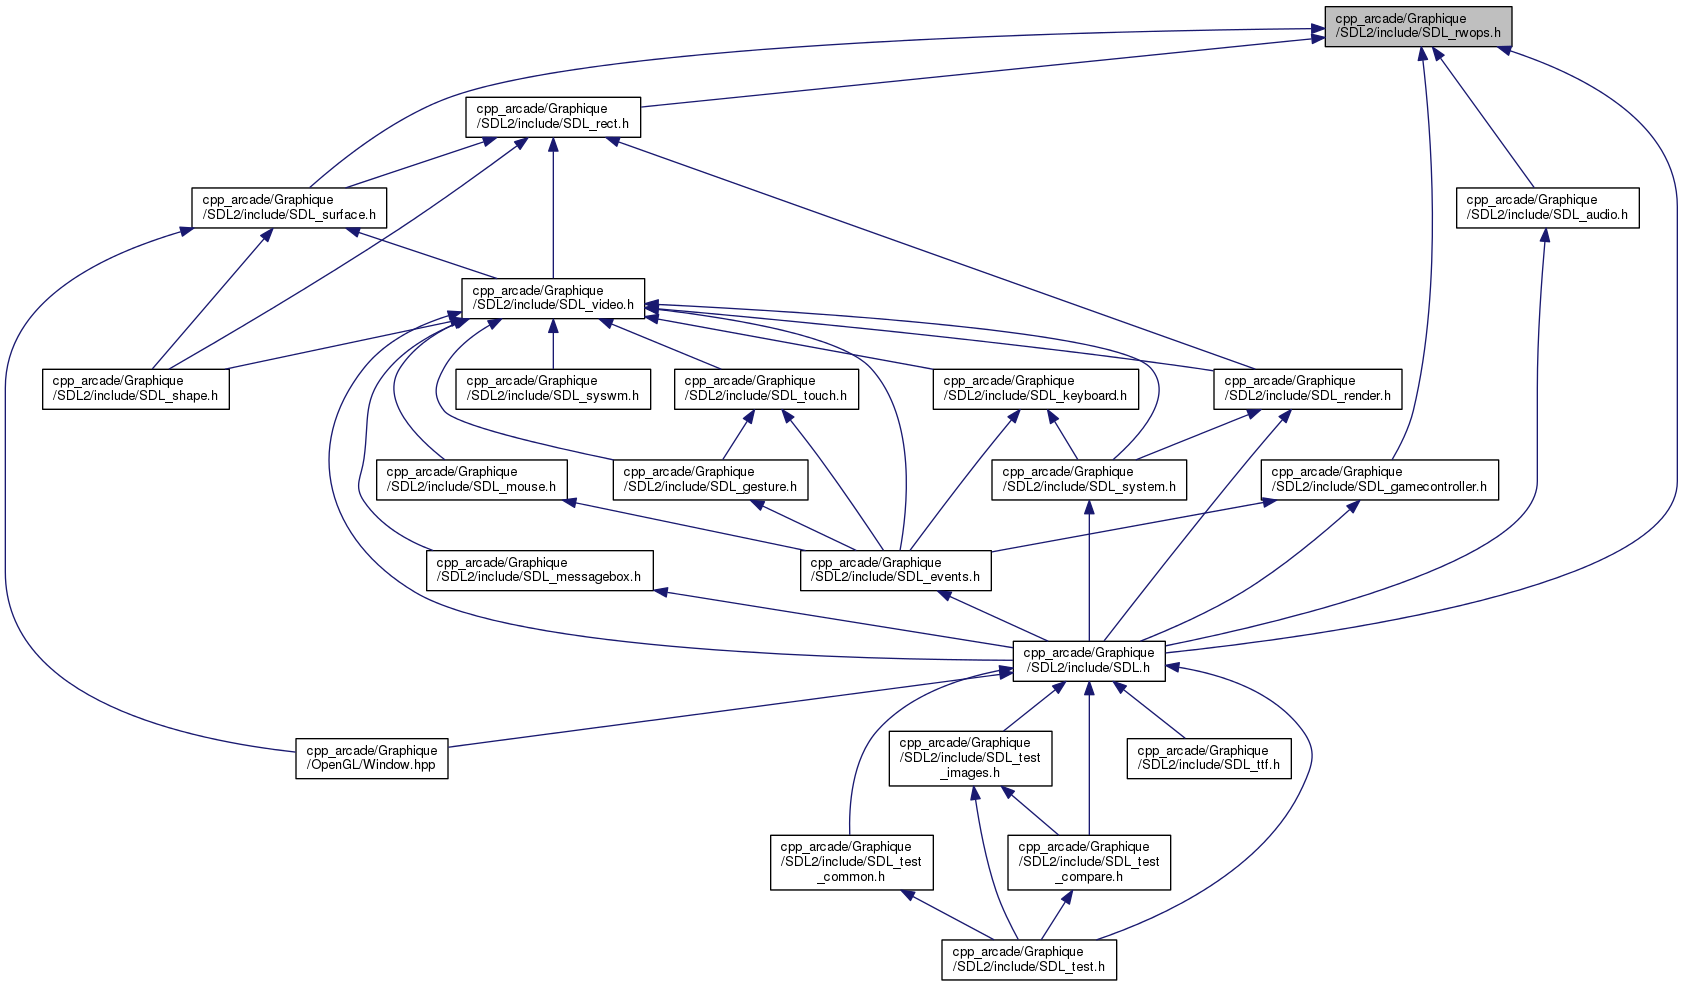 cpp_arcade/Graphique
/SDL2/include/SDL_rwops.h
cpp_arcade/Graphique
/SDL2/include/SDL_rect.h
cpp_arcade/Graphique
/SDL2/include/SDL_surface.h
cpp_arcade/Graphique
/SDL2/include/SDL_audio.h
cpp_arcade/Graphique
/SDL2/include/SDL_video.h
cpp_arcade/Graphique
/SDL2/include/SDL_shape.h
cpp_arcade/Graphique
/SDL2/include/SDL_syswm.h
cpp_arcade/Graphique
/SDL2/include/SDL_touch.h
cpp_arcade/Graphique
/SDL2/include/SDL_keyboard.h
cpp_arcade/Graphique
/SDL2/include/SDL_render.h
cpp_arcade/Graphique
/SDL2/include/SDL_mouse.h
cpp_arcade/Graphique
/SDL2/include/SDL_gesture.h
cpp_arcade/Graphique
/SDL2/include/SDL_system.h
cpp_arcade/Graphique
/SDL2/include/SDL_gamecontroller.h
cpp_arcade/Graphique
/SDL2/include/SDL_messagebox.h
cpp_arcade/Graphique
/SDL2/include/SDL_events.h
cpp_arcade/Graphique
/SDL2/include/SDL.h
cpp_arcade/Graphique
/OpenGL/Window.hpp
cpp_arcade/Graphique
/SDL2/include/SDL_test
_images.h
cpp_arcade/Graphique
/SDL2/include/SDL_ttf.h
cpp_arcade/Graphique
/SDL2/include/SDL_test
_common.h
cpp_arcade/Graphique
/SDL2/include/SDL_test
_compare.h
cpp_arcade/Graphique
/SDL2/include/SDL_test.h